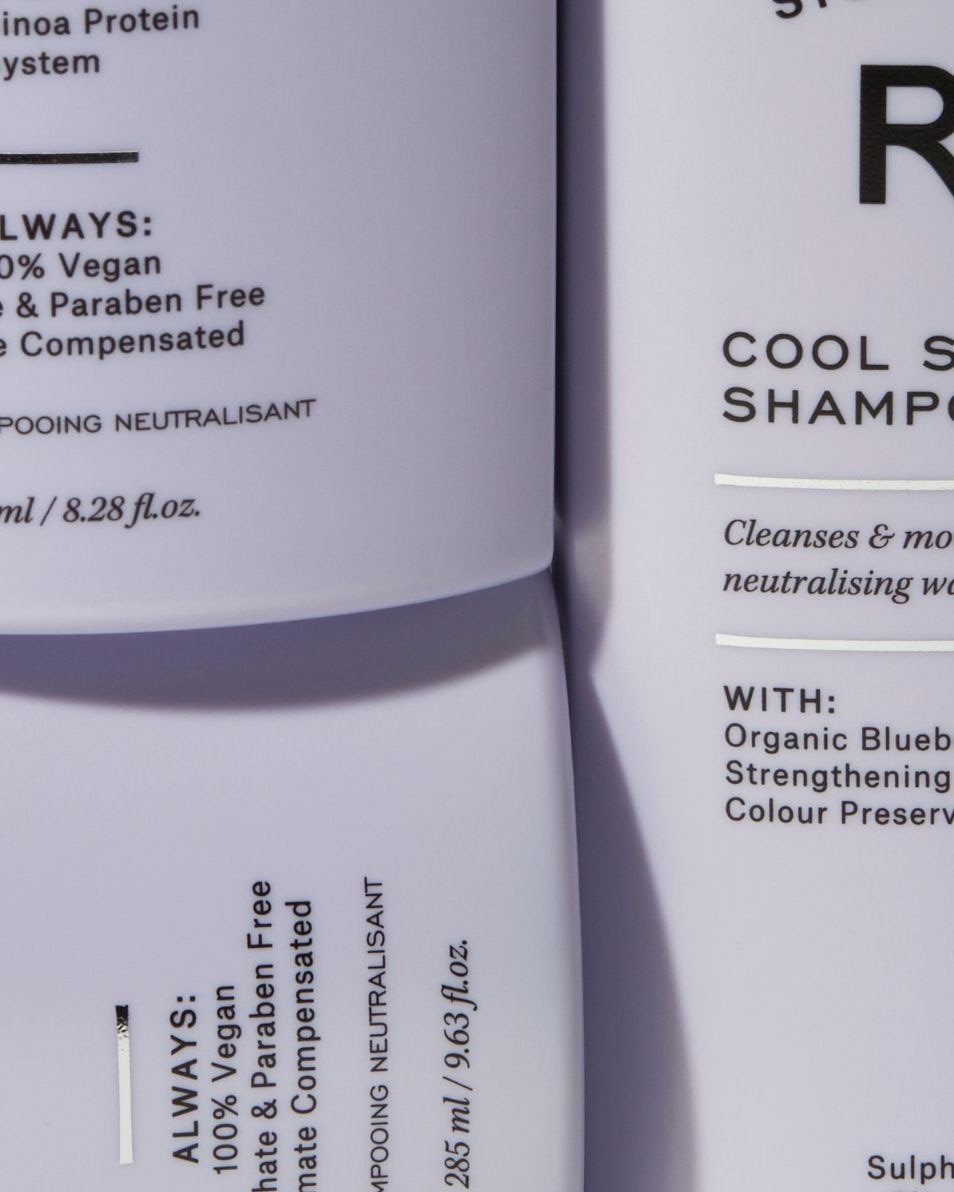 inoa Protein
ystem
LWAYS:
0% Vegan
e & Paraben Free
e Compensated
POOING NEUTRALISANT
ml / 8.28 fl.oz.
ALWAYS:
100% Vegan
hate & Paraben Free
mate Compensated
MPOOING NEUTRALISANT
285 ml / 9.63 fl.oz.
R
COOL S
SHAMPO
Cleanses & mo
neutralising wa
WITH:
Organic Blueb
Strengthening
Colour Preserv
Sulph